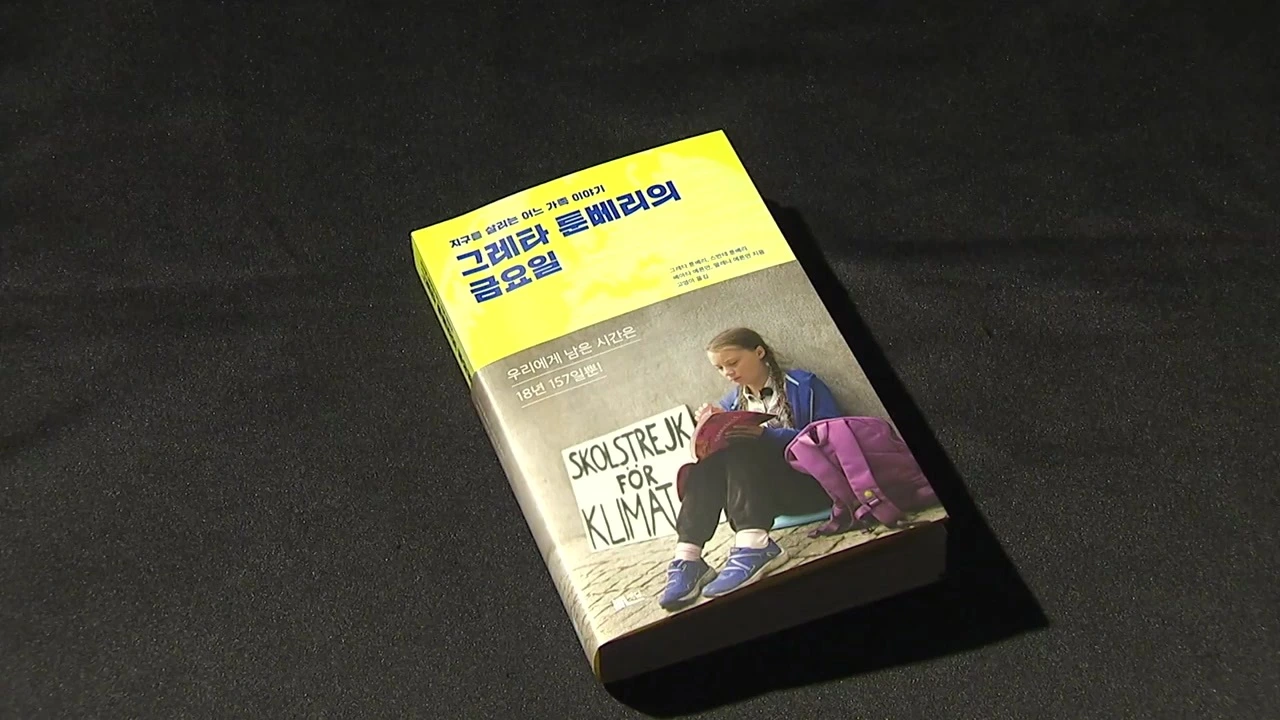 지구를 살리는 어느 가족 이야기
그레타 툰베리의
금요일
그레타 툰베리, 스반테 툰베리
베아타 에른만, 말레나 에른만 지음
고영아 옮김
우리에게 남은 시간은
18년 157일뿐!
SKOLSTREJK
FÖR
KLIMAT